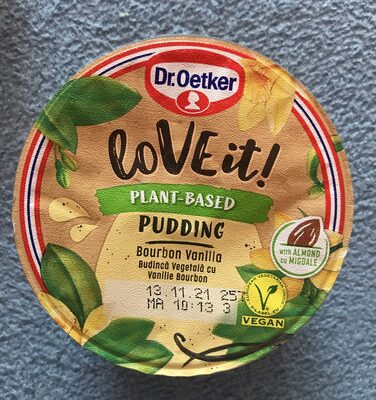 Dr.Oetker
loVE it!
PLANT-BASED
PUDDING
Bourbon Vanilla
Budincă Vegetală cu
Vanilie Bourbon
with ALMOND
cu MIGDALE
13.11.21 257
MA 10:13 3
VEGAN